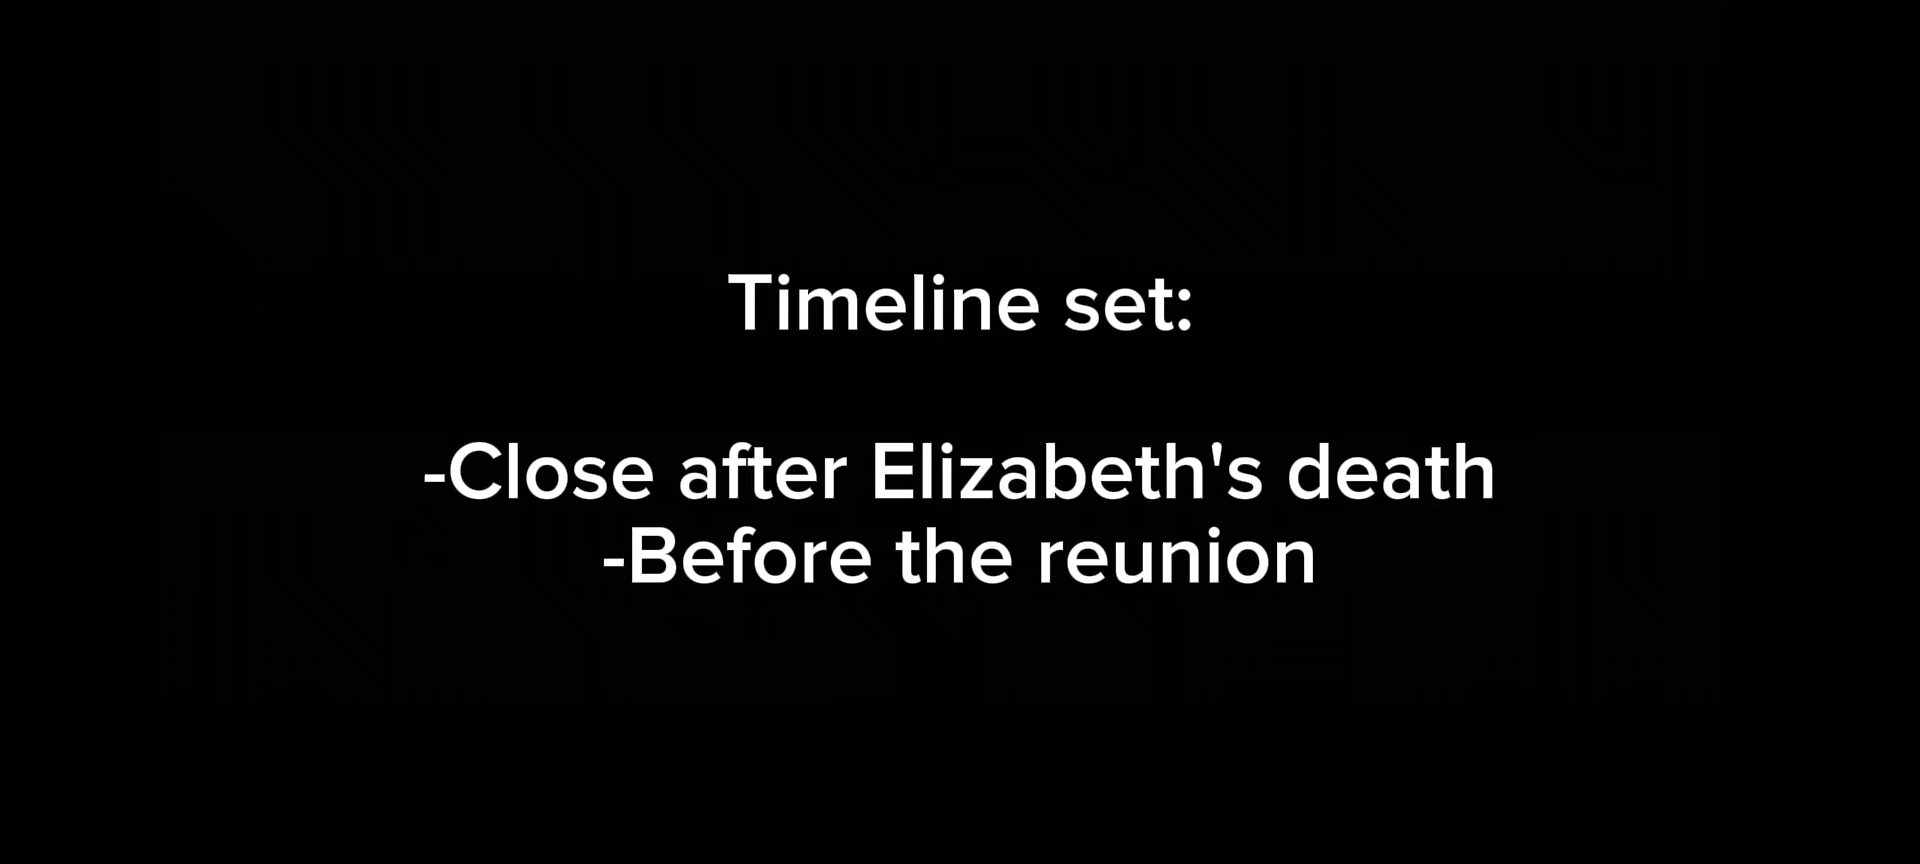 Timeline set:
-Close after Elizabeth's death
-Before the reunion